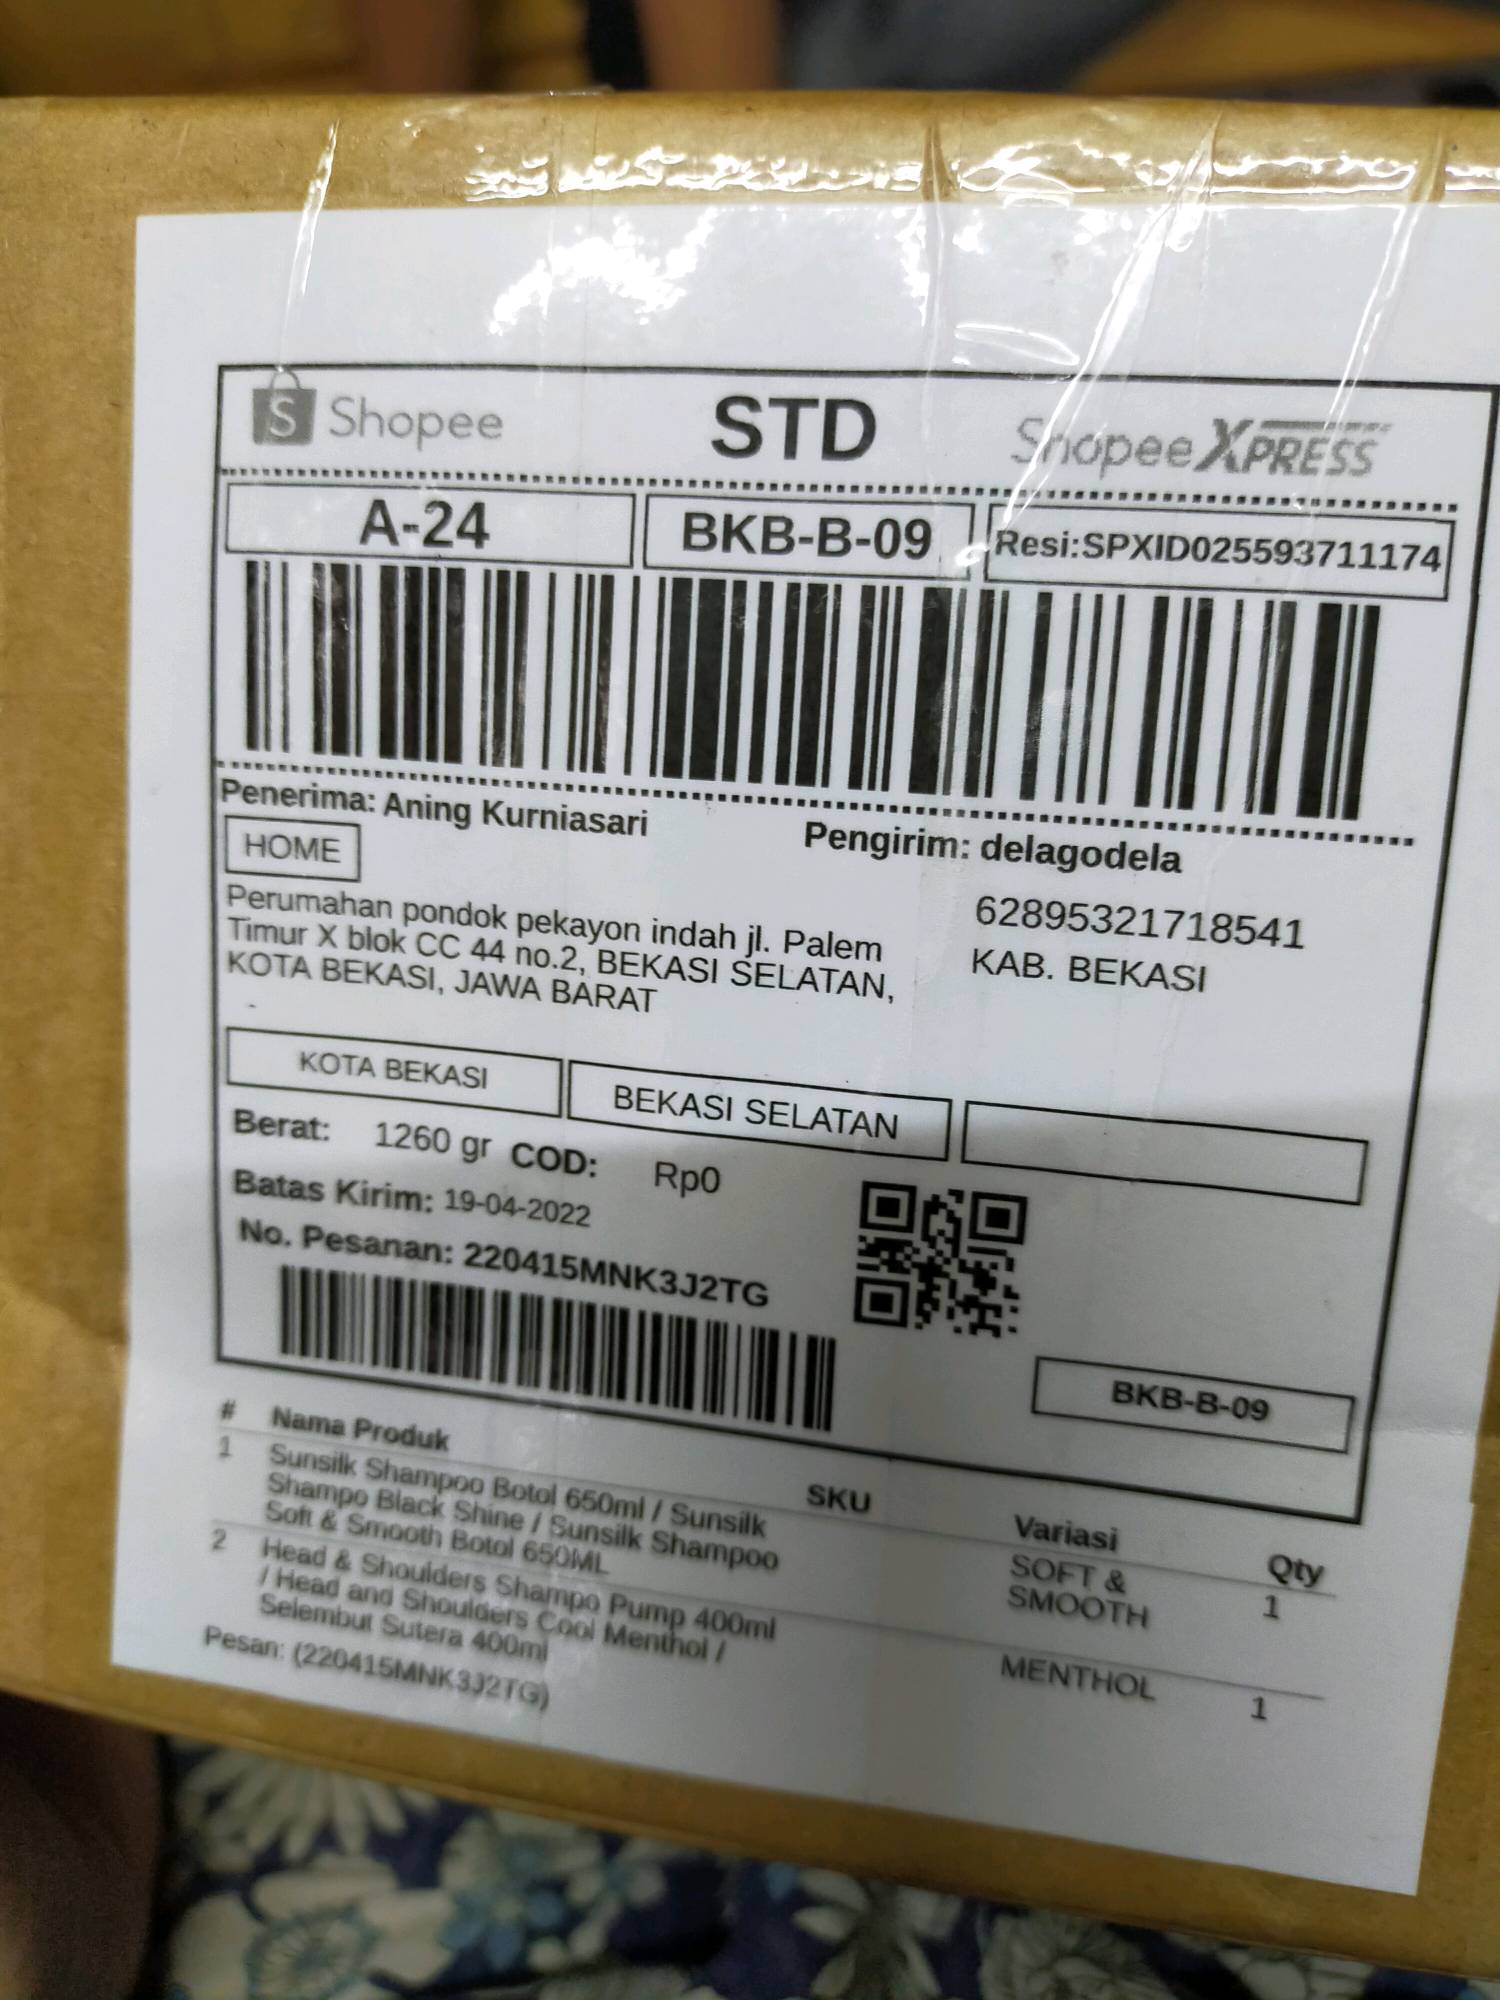 Shopee
STD
Shopee XPRESS
A-24
BKB-B-09
Resi:SPXID025593711174
Penerima: Aning Kurniasari
HOME
Perumahan pondok pekayon indah jl. Palem
Timur X blok CC 44 no.2, BEKASI SELATAN,
KOTA BEKASI, JAWA BARAT
Pengirim: delagodela
62895321718541
KAB. BEKASI
KOTA BEKASI
BEKASI SELATAN
Berat: 1260 gr COD: Rp0
Batas Kirim: 19-04-2022
No. Pesanan: 220415MNK3J2TG
BKB-B-09
# Nama Produk SKU Variasi Qty
1 Sunsilk Shampoo Botol 650ml / Sunsilk
Shampo Black Shine / Sunsilk Shampoo
Soft & Smooth Botol 650ML
SOFT &
SMOOTH
1
2 Head & Shoulders Shampo Pump 400ml
/ Head and Shoulders Cool Menthol /
Selembut Sutera 400ml
MENTHOL
1
Pesan: (220415MNK3J2TG)